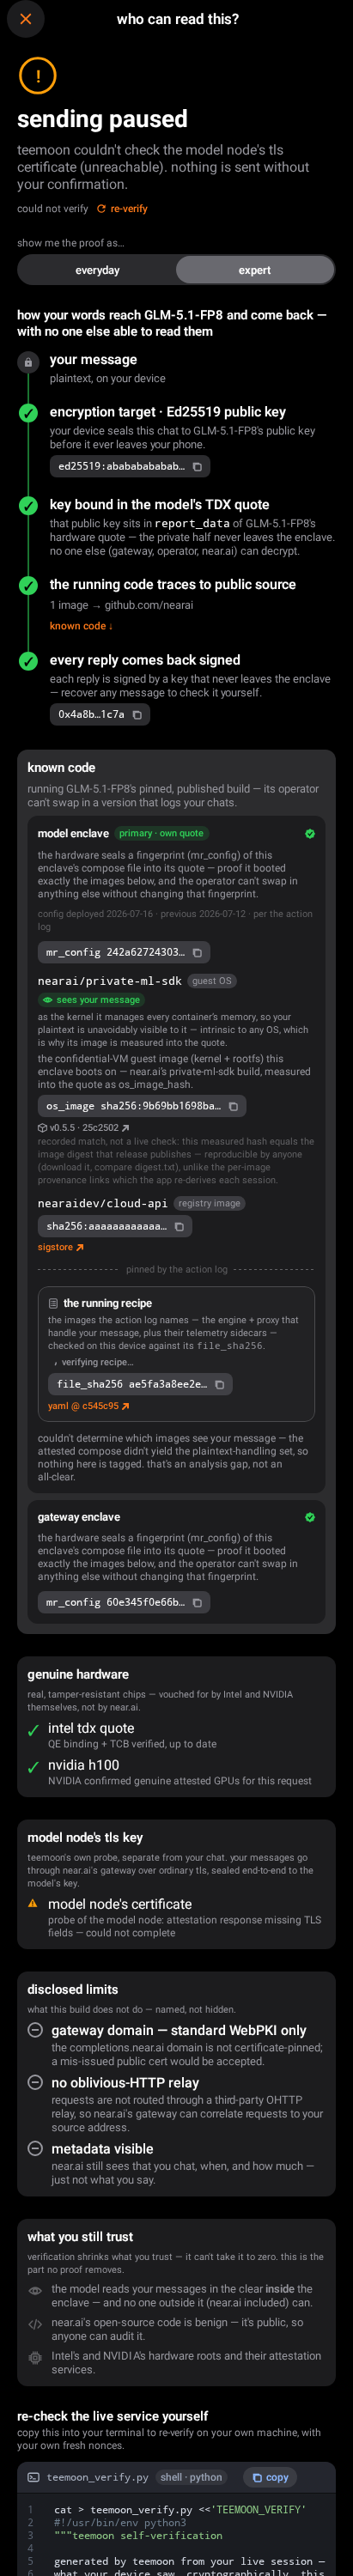 who can read this?
!
sending paused
teemoon couldn't check the model node's tls
certificate (unreachable). nothing is sent without
your confirmation.
could not verify re-verify
show me the proof as…
everyday expert
how your words reach GLM-5.1-FP8 and come back —
with no one else able to read them
your message
plaintext, on your device
encryption target · Ed25519 public key
your device seals this chat to GLM-5.1-FP8's public key
before it ever leaves your phone.
ed25519:abababababab…
key bound in the model's TDX quote
that public key sits in report_data of GLM-5.1-FP8's
hardware quote — the private half never leaves the enclave.
no one else (gateway, operator, near.ai) can decrypt.
the running code traces to public source
1 image → github.com/nearai
known code ↓
every reply comes back signed
each reply is signed by a key that never leaves the enclave
— recover any message to check it yourself.
0x4a8b…1c7a
known code
running GLM-5.1-FP8's pinned, published build — its operator
can't swap in a version that logs your chats.
model enclave primary · own quote
the hardware seals a fingerprint (mr_config) of this
enclave's compose file into its quote — proof it booted
exactly the images below, and the operator can't swap in
anything else without changing that fingerprint.
config deployed 2026-07-16 · previous 2026-07-12 · per the action
log
mr_config 242a62724303…
nearai/private-ml-sdk guest OS
sees your message
as the kernel it manages every container's memory, so your
plaintext is unavoidably visible to it — intrinsic to any OS, which
is why its image is measured into the quote.
the confidential-VM guest image (kernel + rootfs) this
enclave boots on — near.ai's private-ml-sdk build, measured
into the quote as os_image_hash.
os_image sha256:9b69bb1698ba…
v0.5.5 · 25c2502 ↗
recorded match, not a live check: this measured hash equals the
image digest that release publishes — reproducible by anyone
(download it, compare digest.txt), unlike the per-image
provenance links which the app re-derives each session.
nearaidev/cloud-api registry image
sha256:aaaaaaaaaaaa…
sigstore ↗
pinned by the action log
the running recipe
the images the action log names — the engine + proxy that
handle your message, plus their telemetry sidecars —
checked on this device against its file_sha256.
verifying recipe…
file_sha256 ae5fa3a8ee2e…
yaml @ c545c95 ↗
couldn't determine which images see your message — the
attested compose didn't yield the plaintext-handling set, so
nothing here is tagged. that's an analysis gap, not an
all-clear.
gateway enclave
the hardware seals a fingerprint (mr_config) of this
enclave's compose file into its quote — proof it booted
exactly the images below, and the operator can't swap in
anything else without changing that fingerprint.
mr_config 60e345f0e66b…
genuine hardware
real, tamper-resistant chips — vouched for by Intel and NVIDIA
themselves, not by near.ai.
intel tdx quote
QE binding + TCB verified, up to date
nvidia h100
NVIDIA confirmed genuine attested GPUs for this request
model node's tls key
teemoon's own probe, separate from your chat. your messages go
through near.ai's gateway over ordinary tls, sealed end-to-end to the
model's key.
model node's certificate
probe of the model node: attestation response missing TLS
fields — could not complete
disclosed limits
what this build does not do — named, not hidden.
gateway domain — standard WebPKI only
the completions.near.ai domain is not certificate-pinned;
a mis-issued public cert would be accepted.
no oblivious-HTTP relay
requests are not routed through a third-party OHTTP
relay, so near.ai's gateway can correlate requests to your
source address.
metadata visible
near.ai still sees that you chat, when, and how much —
just not what you say.
what you still trust
verification shrinks what you trust — it can't take it to zero. this is the
part no proof removes.
the model reads your messages in the clear inside the
enclave — and no one outside it (near.ai included) can.
near.ai's open-source code is benign — it's public, so
anyone can audit it.
Intel's and NVIDIA's hardware roots and their attestation
services.
re-check the live service yourself
copy this into your terminal to re-verify on your own machine, with
your own fresh nonces.
teemoon_verify.py shell · python copy
1 cat > teemoon_verify.py <<'TEEMOON_VERIFY'
2 #!/usr/bin/env python3
3 """teemoon self-verification
4
5 generated by teemoon from your live session —
6 what your device saw, cryptographically. this